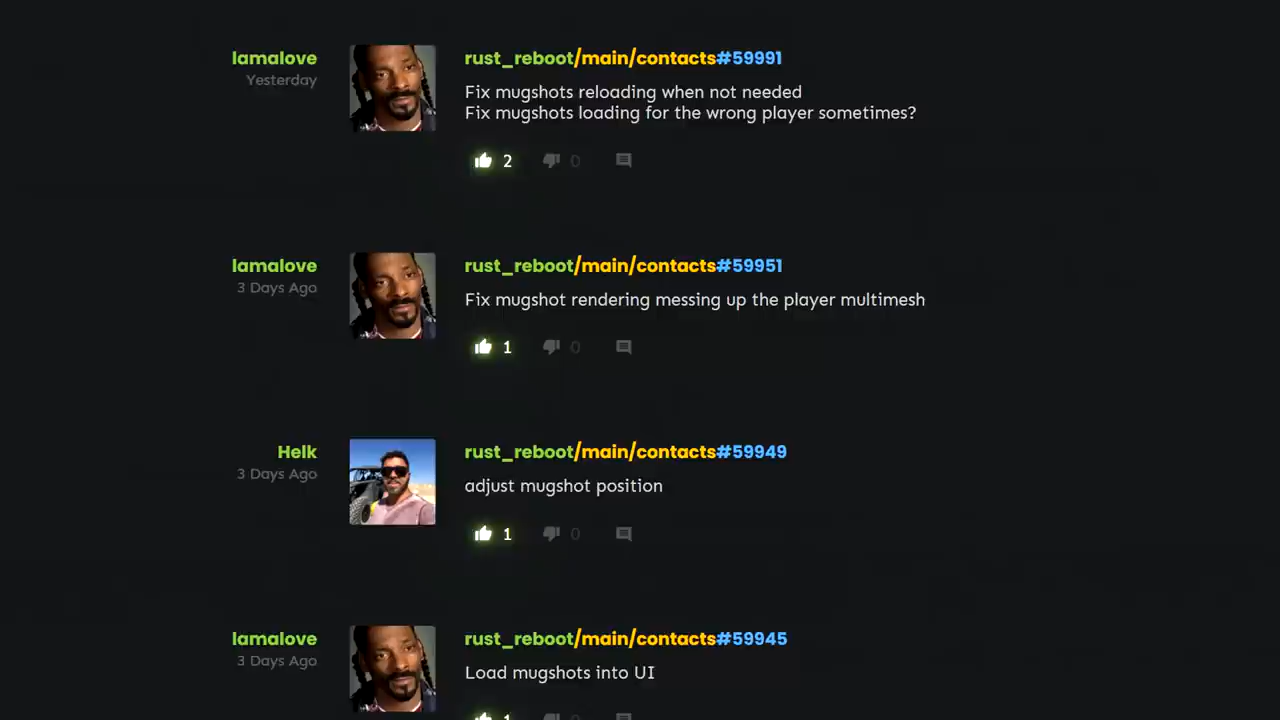 lamalove
Yesterday
rust_reboot/main/contacts#59991
Fix mugshots reloading when not needed
Fix mugshots loading for the wrong player sometimes?
2 0
lamalove
3 Days Ago
rust_reboot/main/contacts#59951
Fix mugshot rendering messing up the player multimesh
1 0
Helk
3 Days Ago
rust_reboot/main/contacts#59949
adjust mugshot position
1 0
lamalove
3 Days Ago
rust_reboot/main/contacts#59945
Load mugshots into UI
1 0